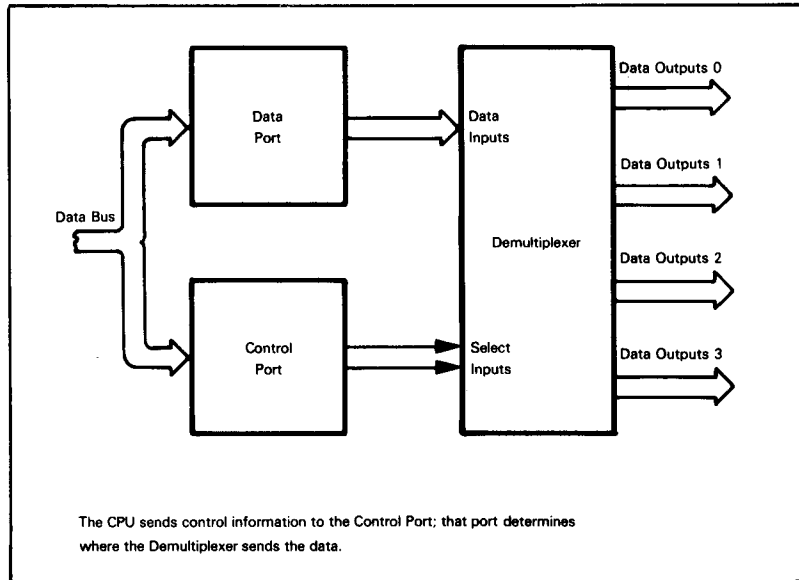 Data Bus
Data
Port
Control
Port
Data
Inputs
Demultiplexer
Select
Inputs
Data Outputs 0
Data Outputs 1
Data Outputs 2
Data Outputs 3
The CPU sends control information to the Control Port; that port determines
where the Demultiplexer sends the data.